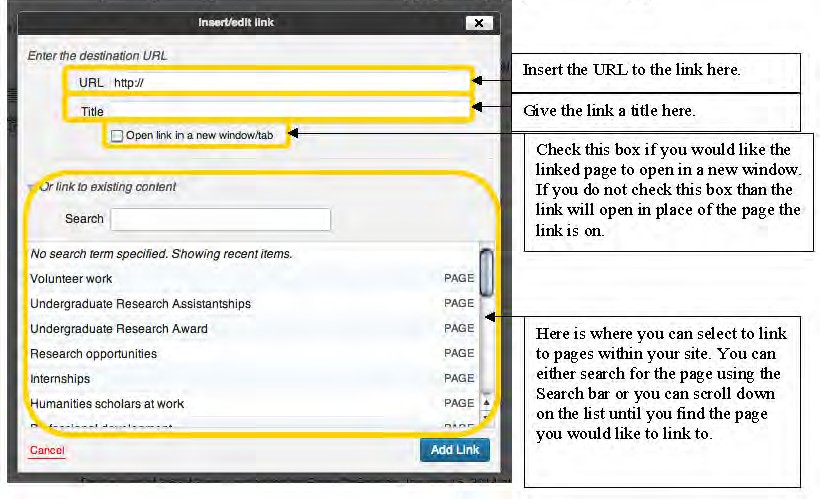 Insert/edit link
X
Enter the destination URL
URL http://
Title
Open link in a new window/tab
Or link to existing content
Search
No search term specified. Showing recent items.
Volunteer work PAGE
Undergraduate Research Assistantships PAGE
Undergraduate Research Award PAGE
Research opportunities PAGE
Internships PAGE
Humanities scholars at work PAGE
Professional development PAGE
Cancel
Add Link
Insert the URL to the link here.
Give the link a title here.
Check this box if you would like the
linked page to open in a new window.
If you do not check this box than the
link will open in place of the page the
link is on.
Here is where you can select to link
to pages within your site. You can
either search for the page using the
Search bar or you can scroll down
on the list until you find the page
you would like to link to.